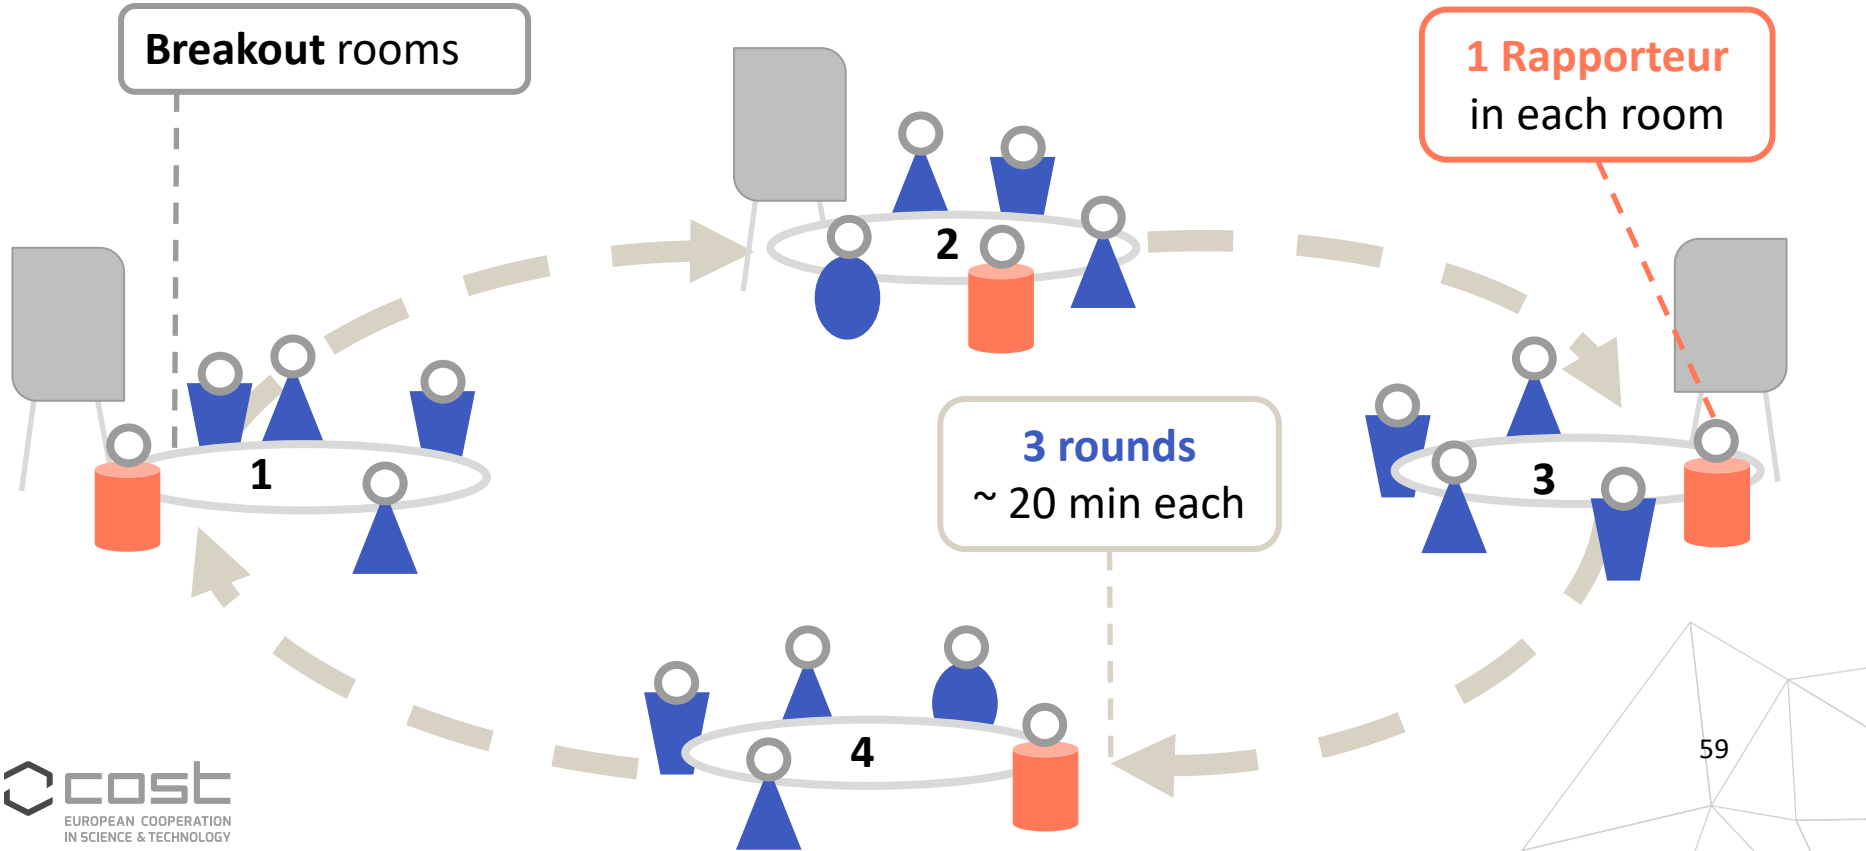 Breakout rooms
1 Rapporteur
in each room
2
1
3 rounds
~ 20 min each
3
4
59
cost
EUROPEAN COOPERATION
IN SCIENCE & TECHNOLOGY